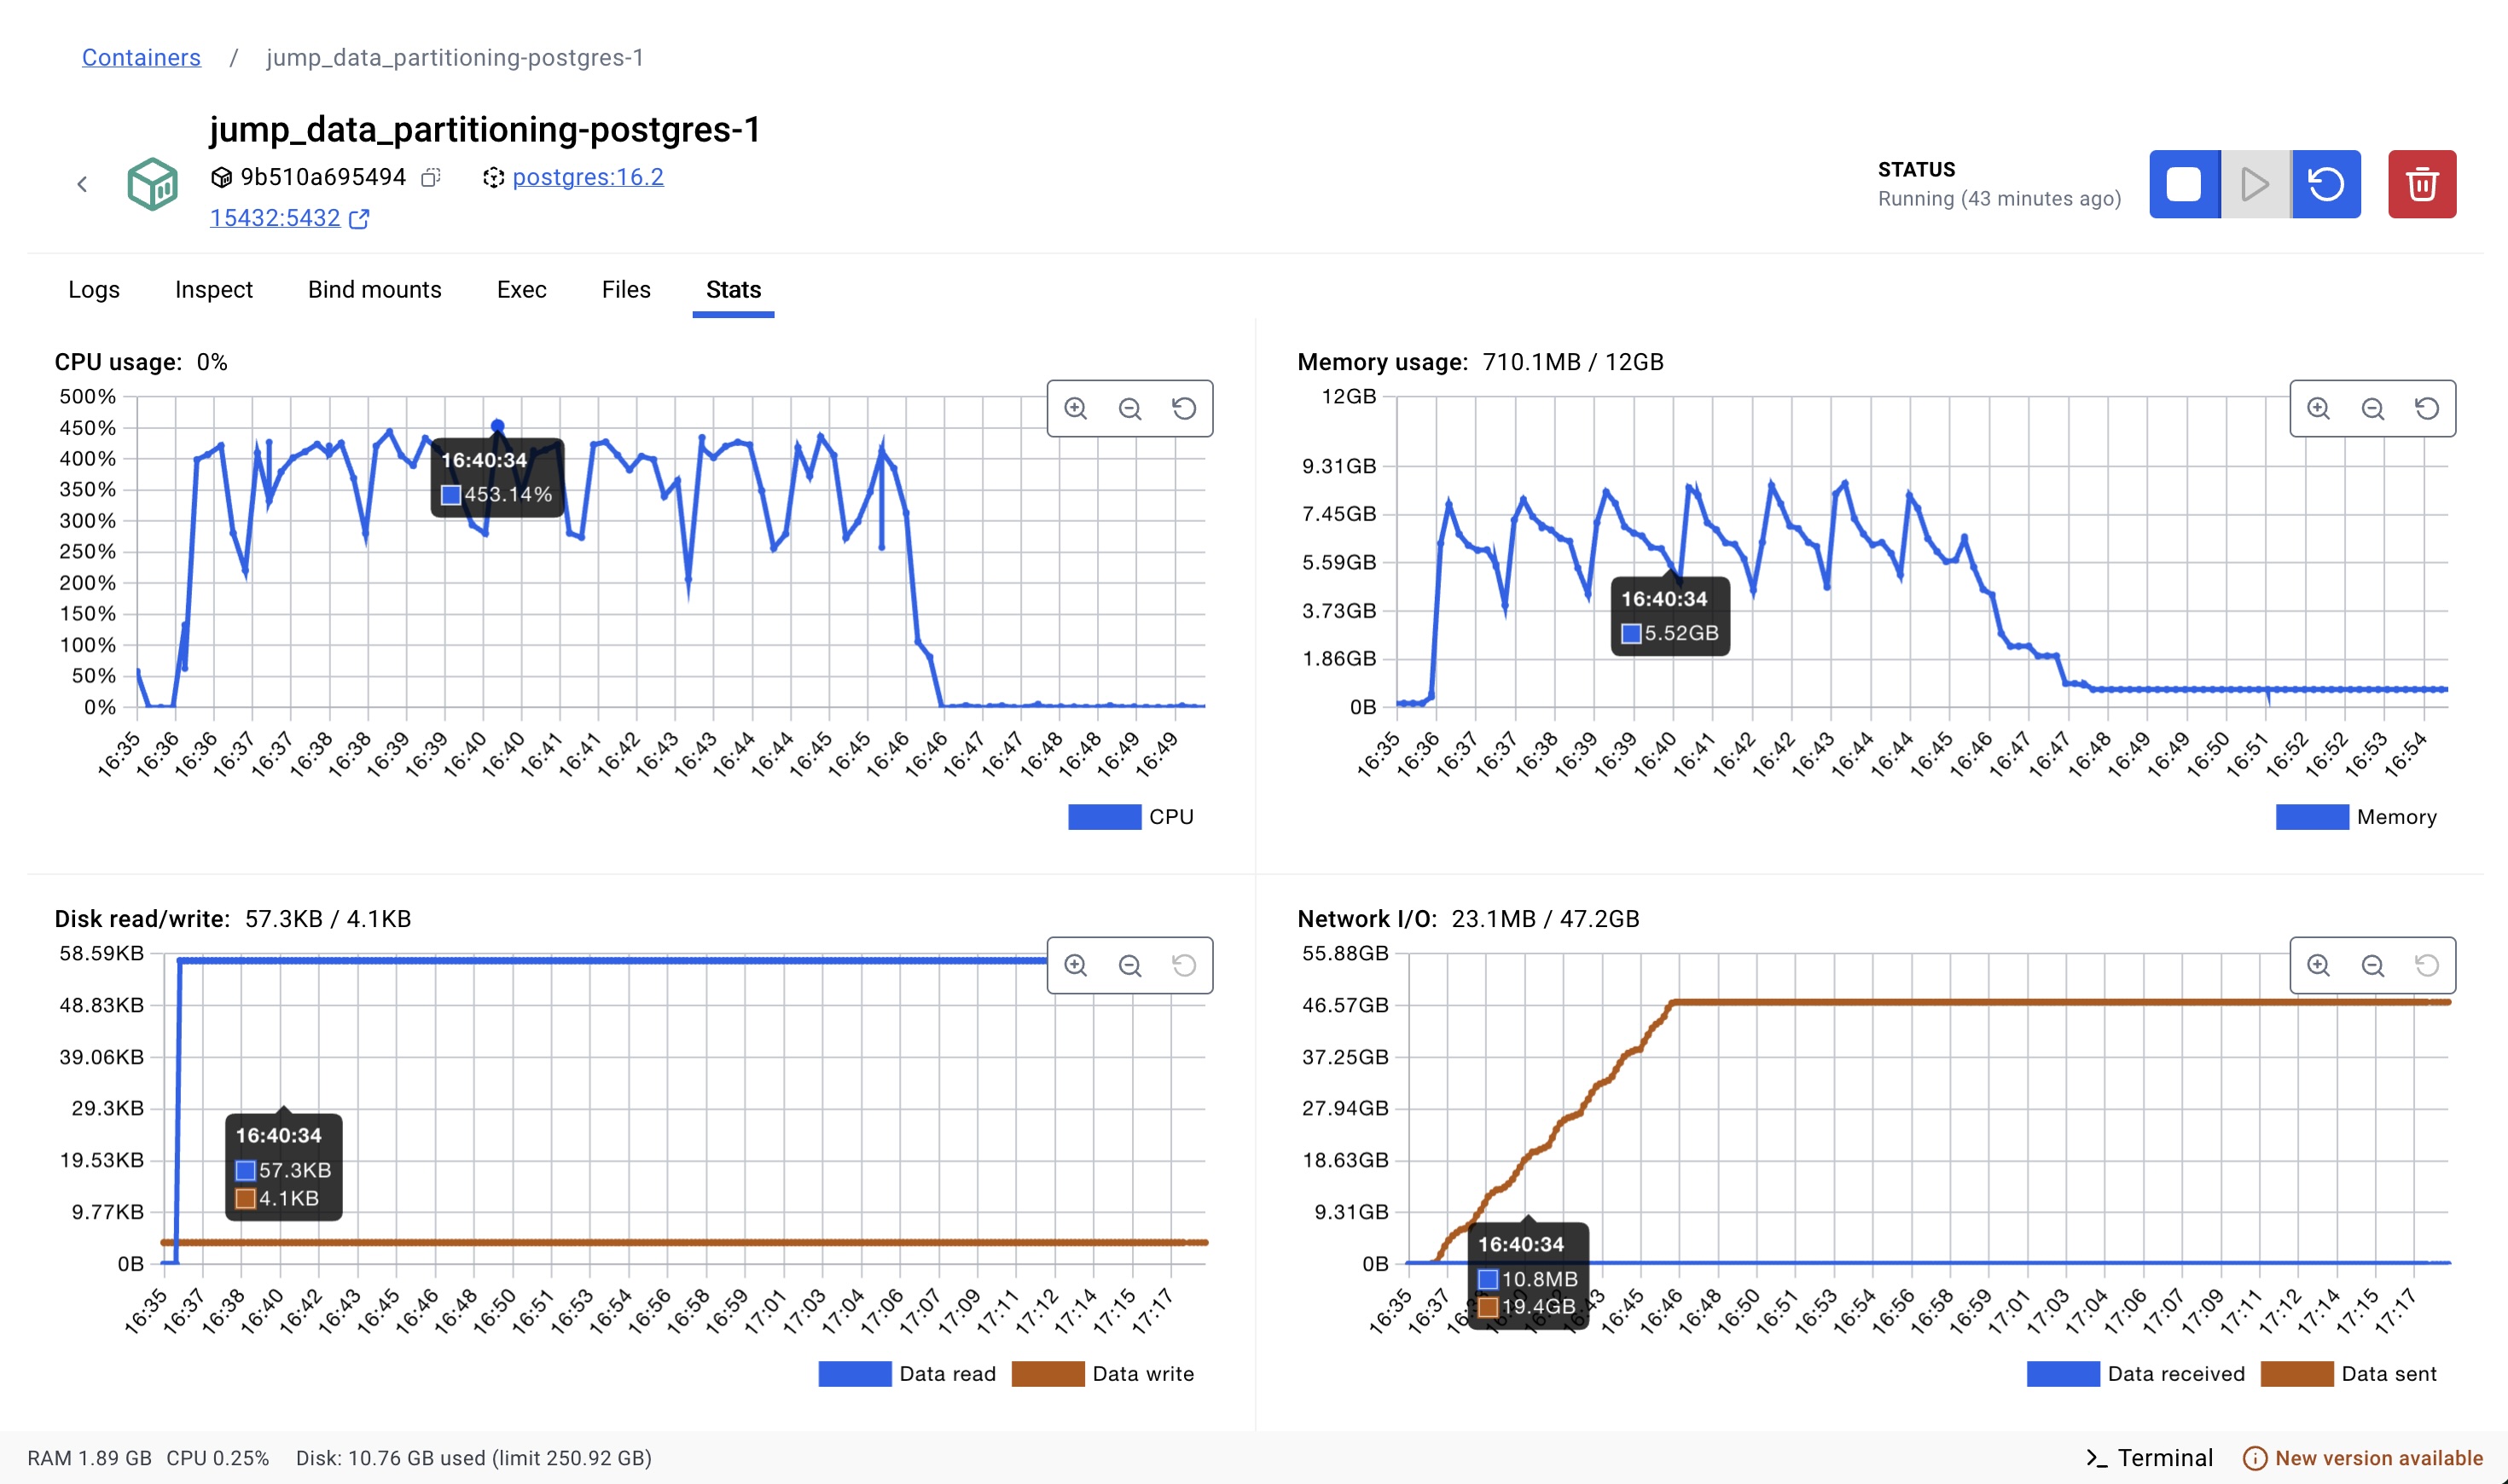 Containers / jump_data_partitioning-postgres-1
jump_data_partitioning-postgres-1
9b510a695494 postgres:16.2
15432:5432
STATUS
Running (43 minutes ago)
Logs Inspect Bind mounts Exec Files Stats
CPU usage: 0%
500%
450%
400%
350%
300%
250%
200%
150%
100%
50%
0%
16:40:34
453.14%
16:35 16:36 16:36 16:37 16:37 16:38 16:38 16:39 16:39 16:40 16:40 16:41 16:41 16:42 16:43 16:43 16:44 16:44 16:45 16:45 16:46 16:46 16:47 16:47 16:48 16:48 16:49 16:49
CPU
Memory usage: 710.1MB / 12GB
12GB
9.31GB
7.45GB
5.59GB
3.73GB
1.86GB
0B
16:40:34
5.52GB
16:35 16:36 16:37 16:37 16:38 16:39 16:39 16:40 16:41 16:42 16:42 16:43 16:44 16:44 16:45 16:46 16:47 16:47 16:48 16:49 16:49 16:50 16:51 16:52 16:52 16:53 16:54
Memory
Disk read/write: 57.3KB / 4.1KB
58.59KB
48.83KB
39.06KB
29.3KB
19.53KB
9.77KB
0B
16:40:34
57.3KB
4.1KB
16:35 16:37 16:38 16:40 16:42 16:43 16:45 16:46 16:48 16:50 16:51 16:53 16:54 16:56 16:58 16:59 17:01 17:03 17:04 17:06 17:07 17:09 17:11 17:12 17:14 17:15 17:17
Data read Data write
Network I/O: 23.1MB / 47.2GB
55.88GB
46.57GB
37.25GB
27.94GB
18.63GB
9.31GB
0B
16:40:34
10.8MB
19.4GB
16:35 16:37 16:45 16:46 16:48 16:50 16:51 16:53 16:54 16:56 16:58 16:59 17:01 17:03 17:04 17:06 17:07 17:09 17:11 17:12 17:14 17:15 17:17
Data received Data sent
RAM 1.89 GB CPU 0.25% Disk: 10.76 GB used (limit 250.92 GB) Terminal New version available